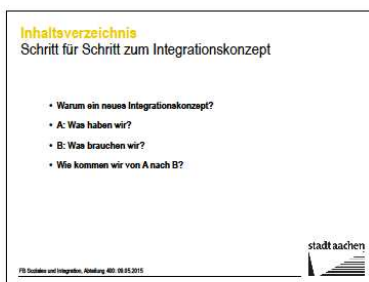 Inhaltsverzeichnis
Schritt für Schritt zum Integrationskonzept
• Warum ein neues Integrationskonzept?
• A: Was haben wir?
• B: Was brauchen wir?
• Wie kommen wir von A nach B?
stadt aachen
FB Soziales und Integration, Abteilung 400. 09.05.2015